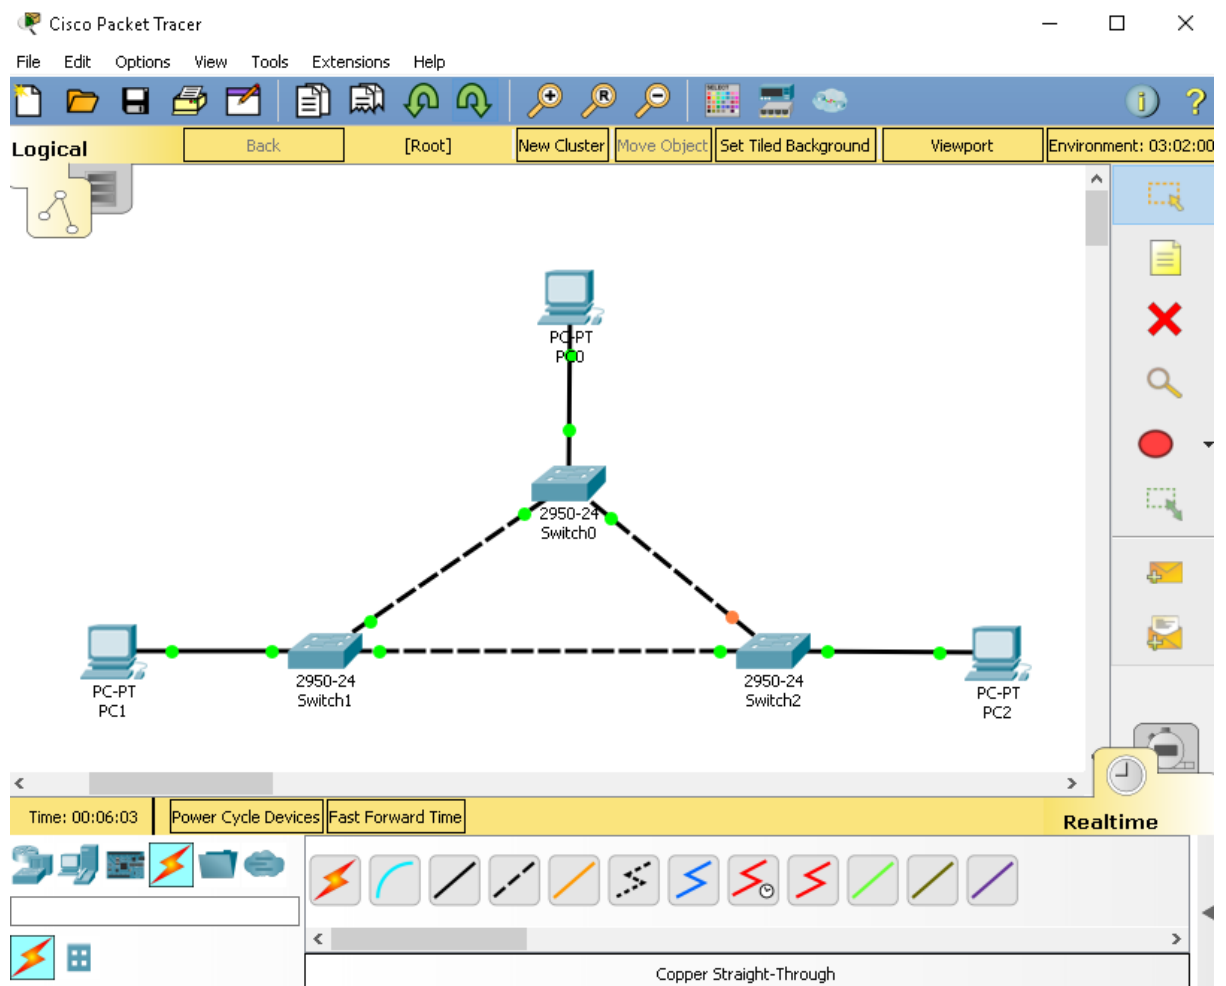 Cisco Packet Tracer
File Edit Options View Tools Extensions Help
Logical Back [Root] New Cluster Move Object Set Tiled Background Viewport Environment: 03:02:00
PC-PT
PC0
2950-24
Switch0
PC-PT
PC1
2950-24
Switch1
2950-24
Switch2
PC-PT
PC2
Time: 00:06:03 Power Cycle Devices Fast Forward Time
Realtime
Copper Straight-Through